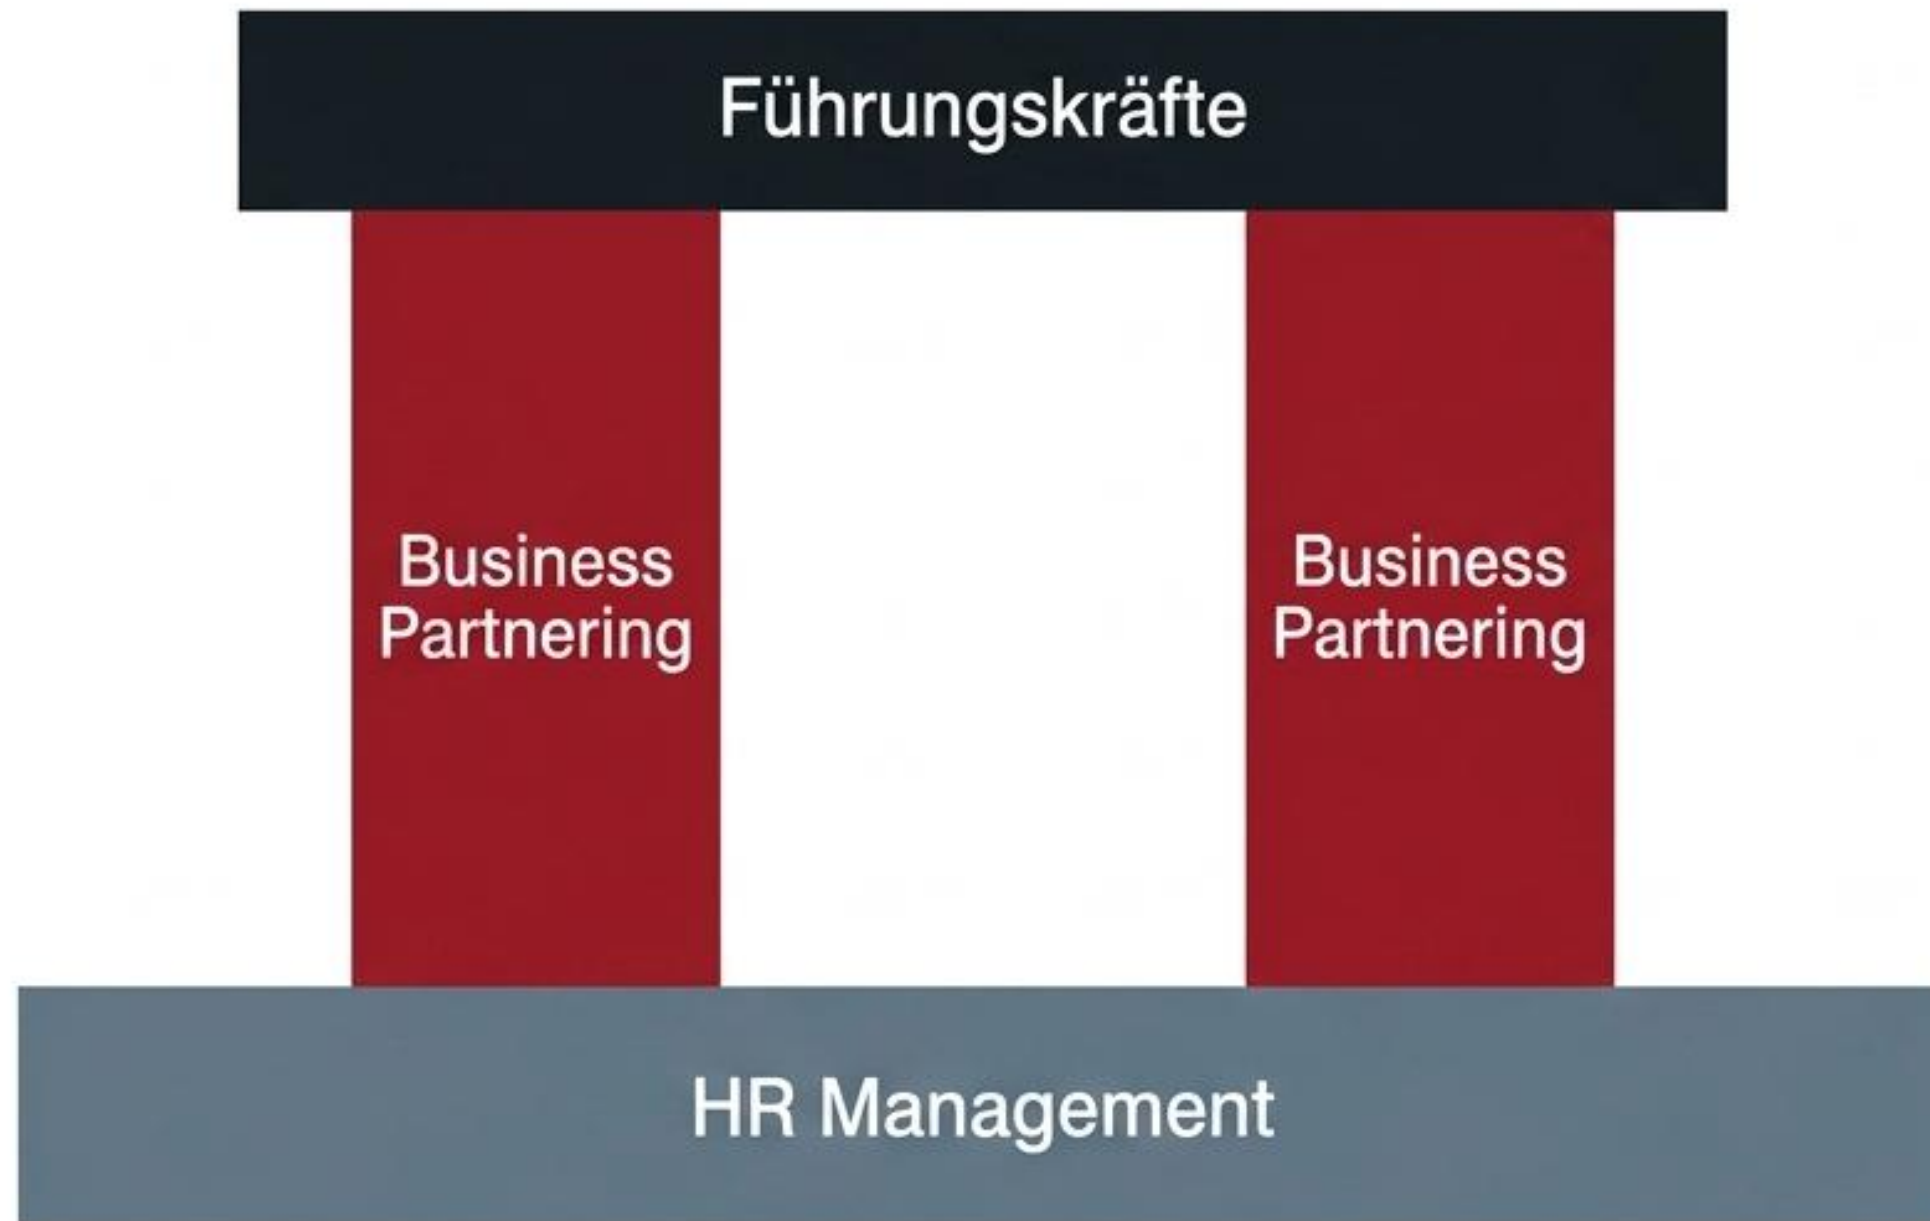 Führungskräfte
Business
Partnering
Business
Partnering
HR Management